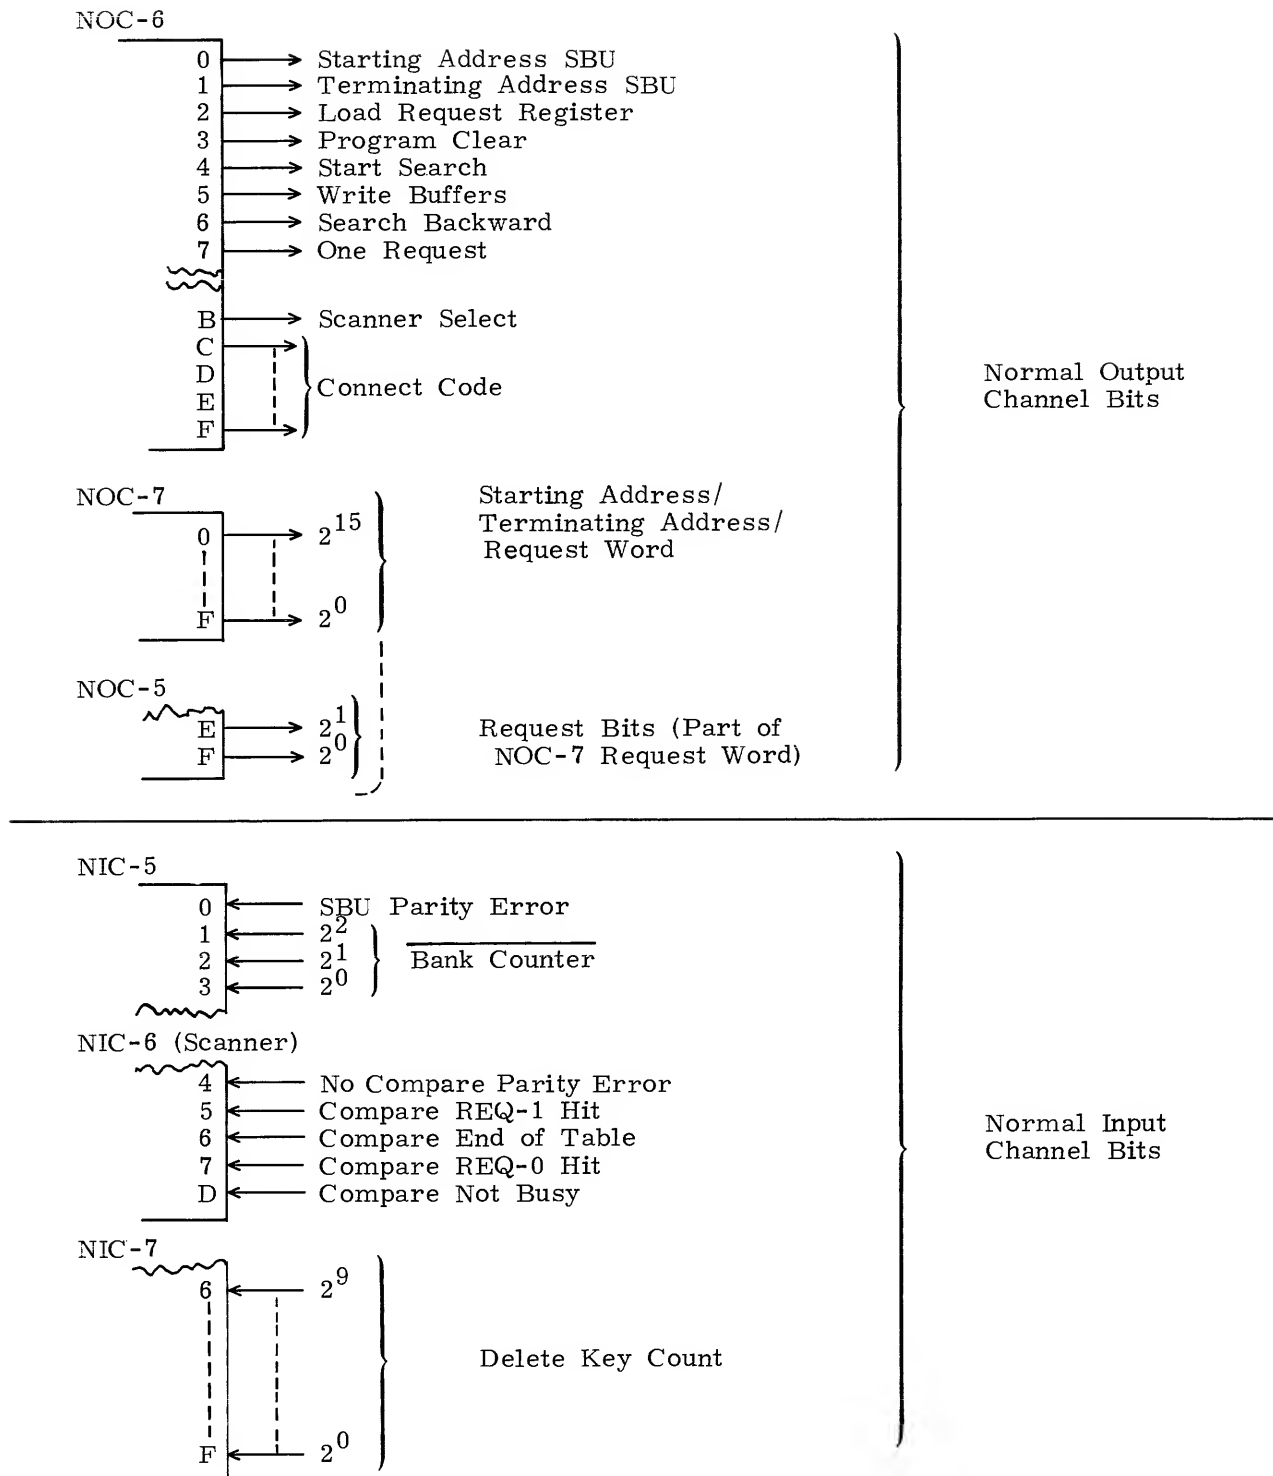 NOC-6
0 Starting Address SBU
1 Terminating Address SBU
2 Load Request Register
3 Program Clear
4 Start Search
5 Write Buffers
6 Search Backward
7 One Request
B Scanner Select
C
D
E
F
Connect Code
Normal Output
Channel Bits
NOC-7
0 2^15
F 2^0
Starting Address/
Terminating Address/
Request Word
NOC-5
E 2^1
F 2^0
Request Bits (Part of
NOC-7 Request Word)
NIC-5
0 SBU Parity Error
1 2^2
2 2^1
3 2^0
Bank Counter
NIC-6 (Scanner)
4 No Compare Parity Error
5 Compare REQ-1 Hit
6 Compare End of Table
7 Compare REQ-0 Hit
D Compare Not Busy
Normal Input
Channel Bits
NIC-7
6 2^9
F 2^0
Delete Key Count